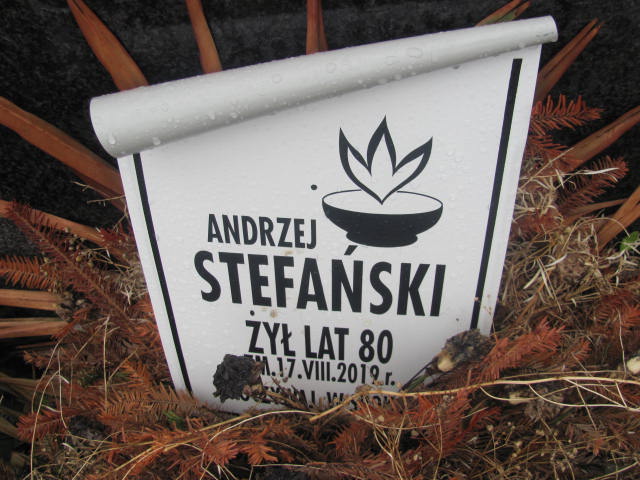 ANDRZEJ
STEFAŃSKI
ŻYŁ LAT 80
ZM. 17.VIII.2019 r.